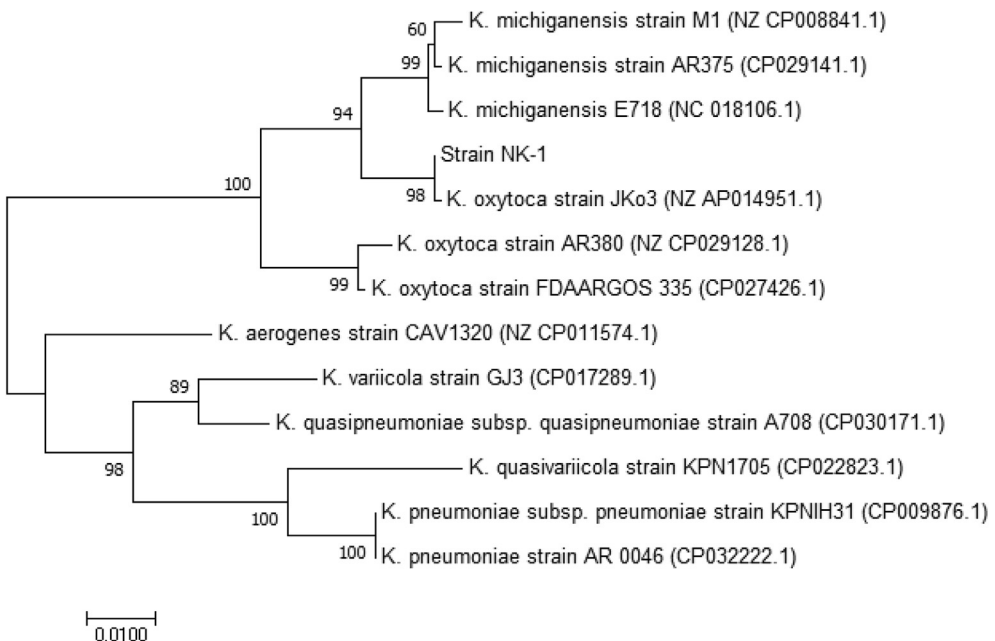 60
K. michiganensis strain M1 (NZ CP008841.1)
99
K. michiganensis strain AR375 (CP029141.1)
94
K. michiganensis E718 (NC 018106.1)
Strain NK-1
100
98
K. oxytoca strain JKo3 (NZ AP014951.1)
K. oxytoca strain AR380 (NZ CP029128.1)
99
K. oxytoca strain FDAARGOS 335 (CP027426.1)
K. aerogenes strain CAV1320 (NZ CP011574.1)
89
K. variicola strain GJ3 (CP017289.1)
K. quasipneumoniae subsp. quasipneumoniae strain A708 (CP030171.1)
98
K. quasivariicola strain KPN1705 (CP022823.1)
100
K. pneumoniae subsp. pneumoniae strain KPNIH31 (CP009876.1)
100
K. pneumoniae strain AR 0046 (CP032222.1)
0.0100